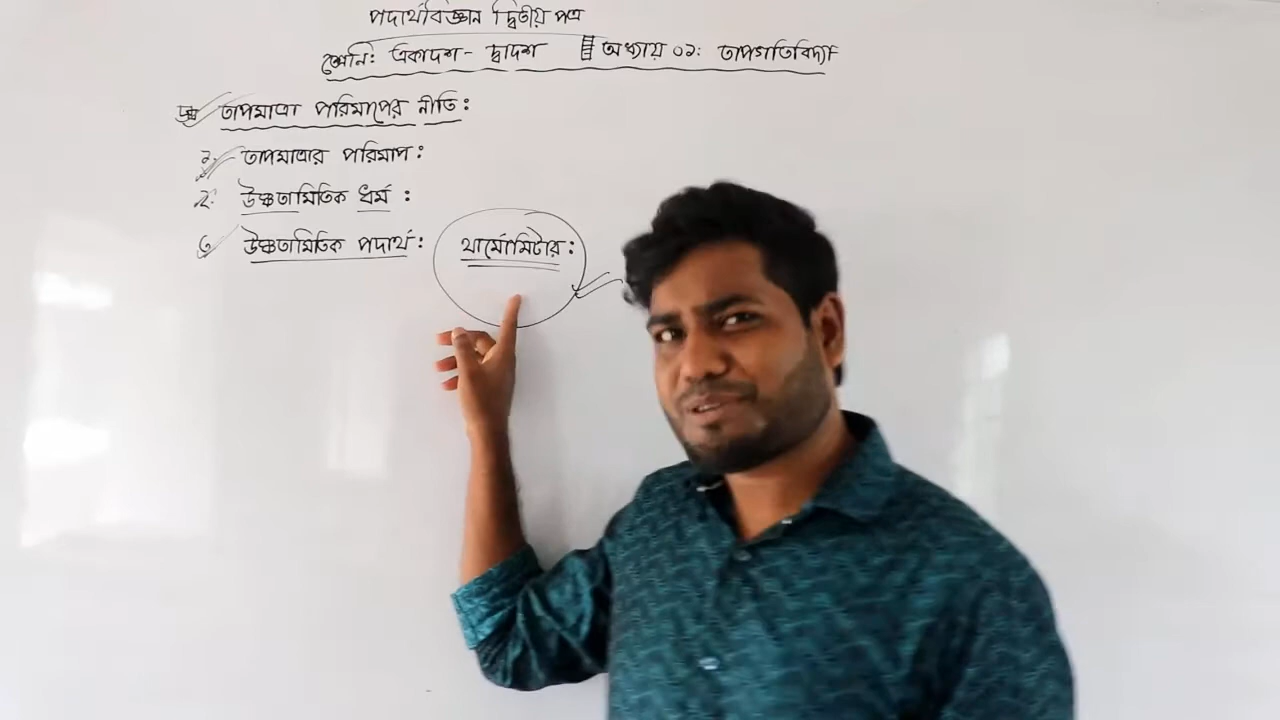 পদার্থবিজ্ঞান দ্বিতীয় পত্র
শ্রেণি: একাদশ - দ্বাদশ অধ্যায় ০১: তাপগতিবিদ্যা
তাপমাত্রা পরিমাপের নীতি:
১. তাপমাত্রার পরিমাপ:
২. উষ্ণতামিতিক ধর্ম :
৩ উষ্ণতামিতিক পদার্থ: থার্মোমিটার: